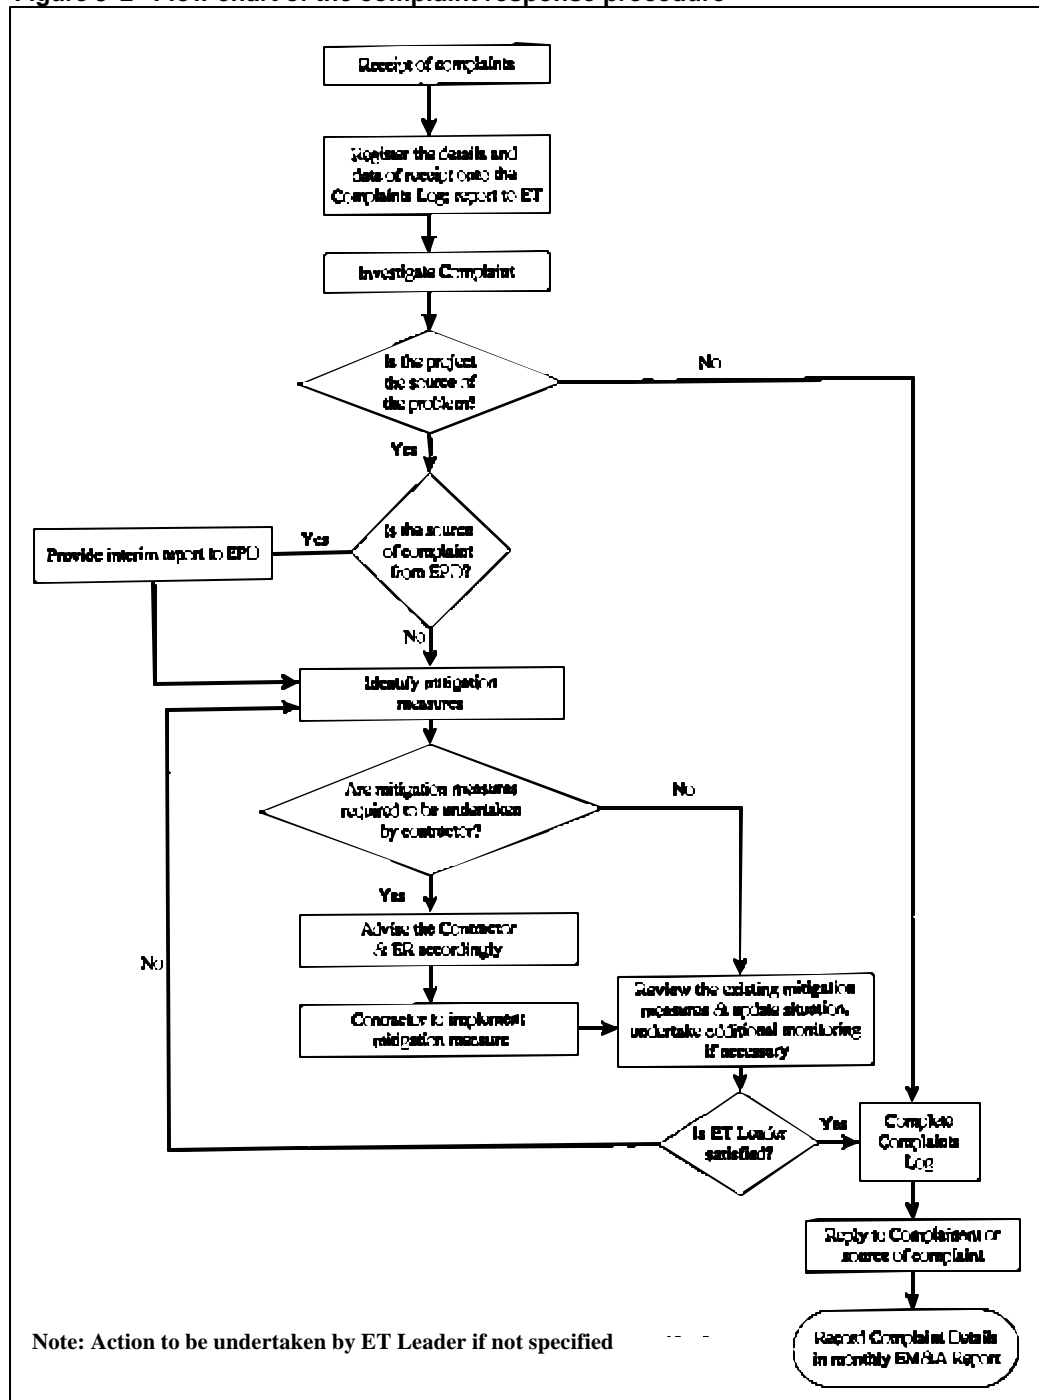 Figure 3-2 Flow chart of the complaint response procedure
Receipt of complaints
Register the details and
date of receipt onto the
Complaints Log; report to ET
Investigate Complaint
Is the project
the source of
the problem?
No
Yes
Is the source
of complaint
from EPD?
Yes
Provide interim report to EPD
No
Identify mitigation
measures
Are mitigation measures
required to be undertaken
by contractor?
No
Yes
Advise the Contractor
& ER accordingly
No
Contractor to implement
mitigation measure
Review the existing mitigation
measures & update situation,
undertake additional monitoring
if necessary
Is ET Leader
satisfied?
Yes
Complete
Complaints
Log
Reply to Complainant or
source of complaint
Note: Action to be undertaken by ET Leader if not specified
Record Complaint Details
in monthly EM&A Report